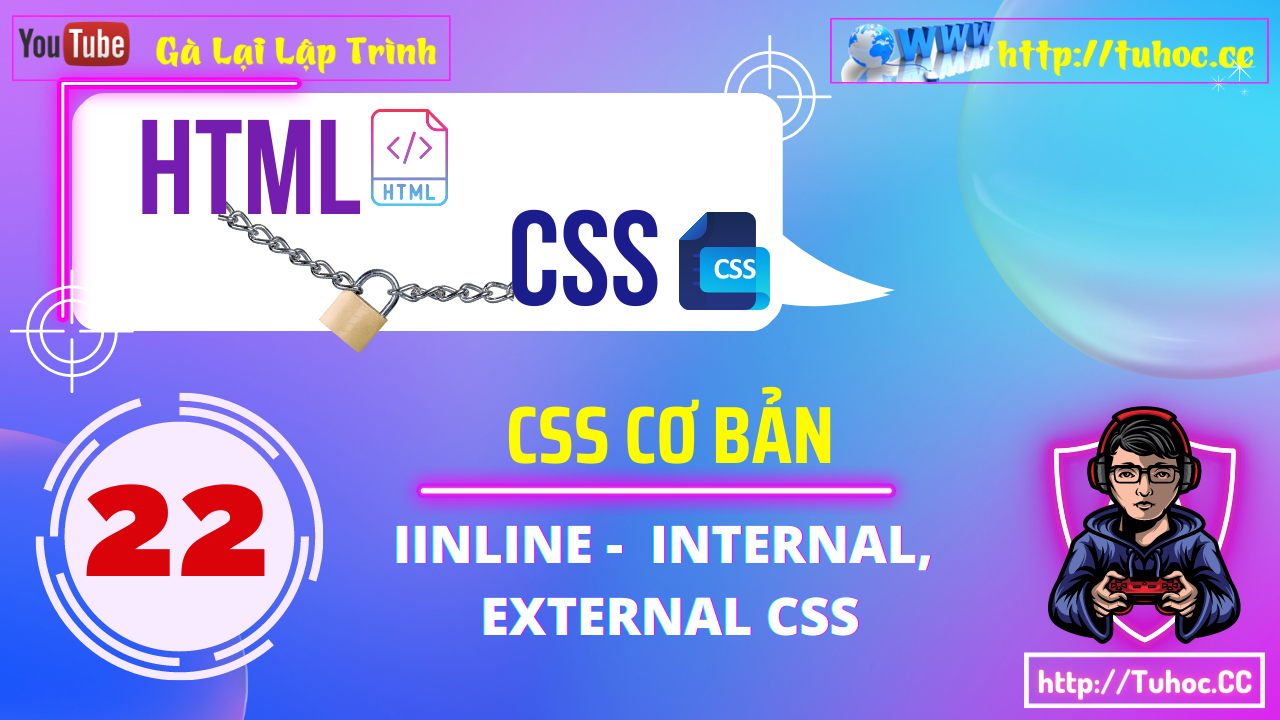 YouTube Gà Lại Lập Trình
WWW http://tuhoc.cc
HTML
HTML
CSS
CSS
22
CSS CƠ BẢN
IINLINE - INTERNAL,
EXTERNAL CSS
http://Tuhoc.CC